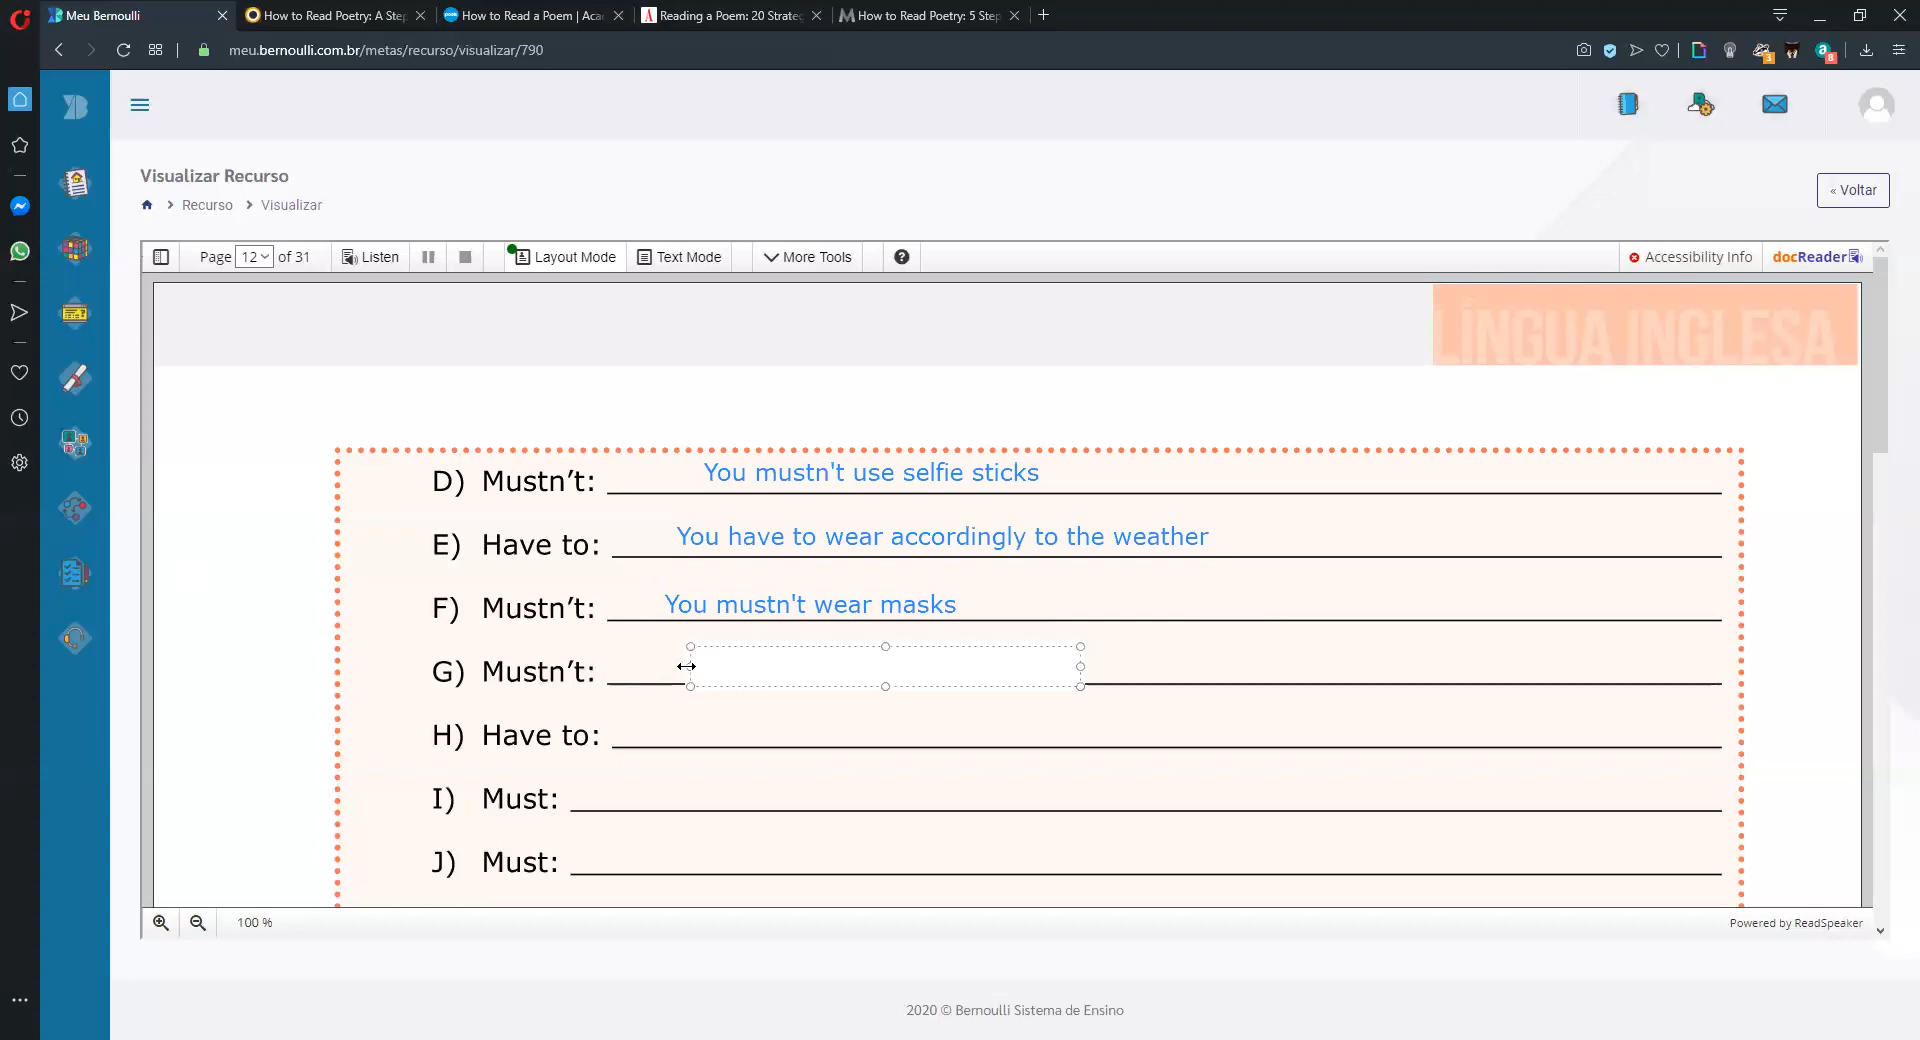 Meu Bernoulli
How to Read Poetry: A Step
How to Read a Poem | Aca
Reading a Poem: 20 Strateg
How to Read Poetry: 5 Step
meu.bernoulli.com.br/metas/recurso/visualizar/790
3
8
Visualizar Recurso
Recurso
Visualizar
« Voltar
Page 12 of 31
Listen
Layout Mode
Text Mode
More Tools
Accessibility Info
docReader
LÍNGUA INGLESA
D) Mustn't: You mustn't use selfie sticks
E) Have to: You have to wear accordingly to the weather
F) Mustn't: You mustn't wear masks
G) Mustn't:
H) Have to:
I) Must:
J) Must:
100 %
Powered by ReadSpeaker
2020 © Bernoulli Sistema de Ensino